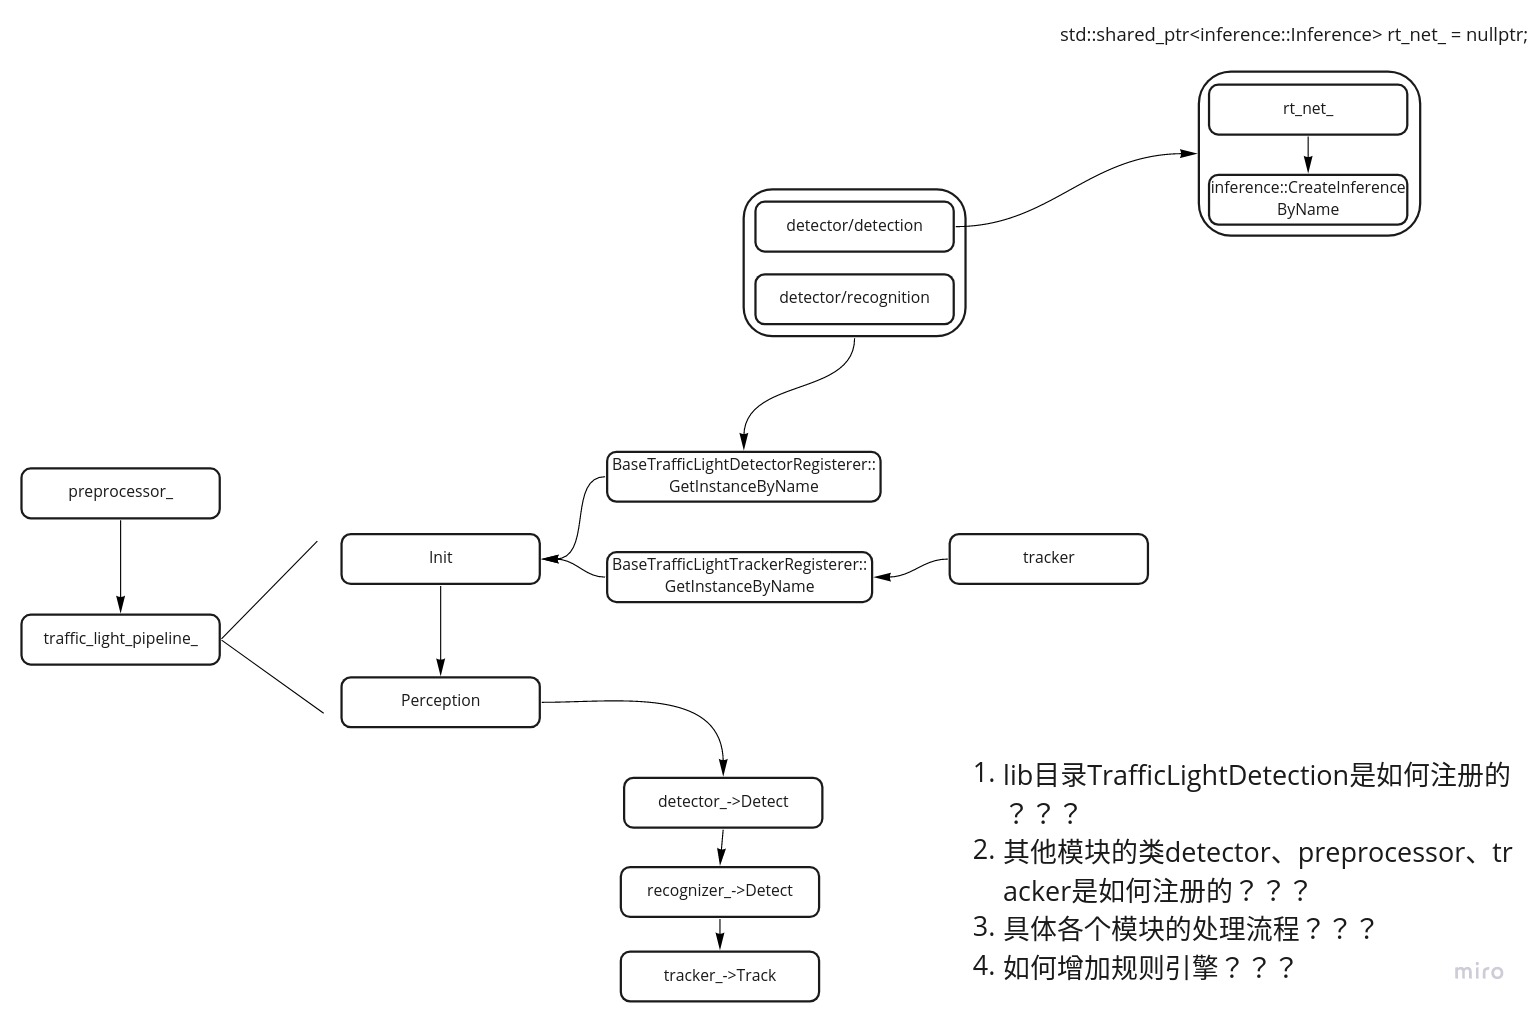 std::shared_ptr<inference::Inference> rt_net_ = nullptr;
rt_net_
inference::CreateInference
ByName
detector/detection
detector/recognition
BaseTrafficLightDetectorRegisterer::
GetInstanceByName
preprocessor_
Init
BaseTrafficLightTrackerRegisterer::
GetInstanceByName
tracker
traffic_light_pipeline_
Perception
detector_->Detect
recognizer_->Detect
tracker_->Track
1. lib目录TrafficLightDetection是如何注册的
？？？
2. 其他模块的类detector、preprocessor、tr
acker是如何注册的？？？
3. 具体各个模块的处理流程？？？
4. 如何增加规则引擎？？？
miro